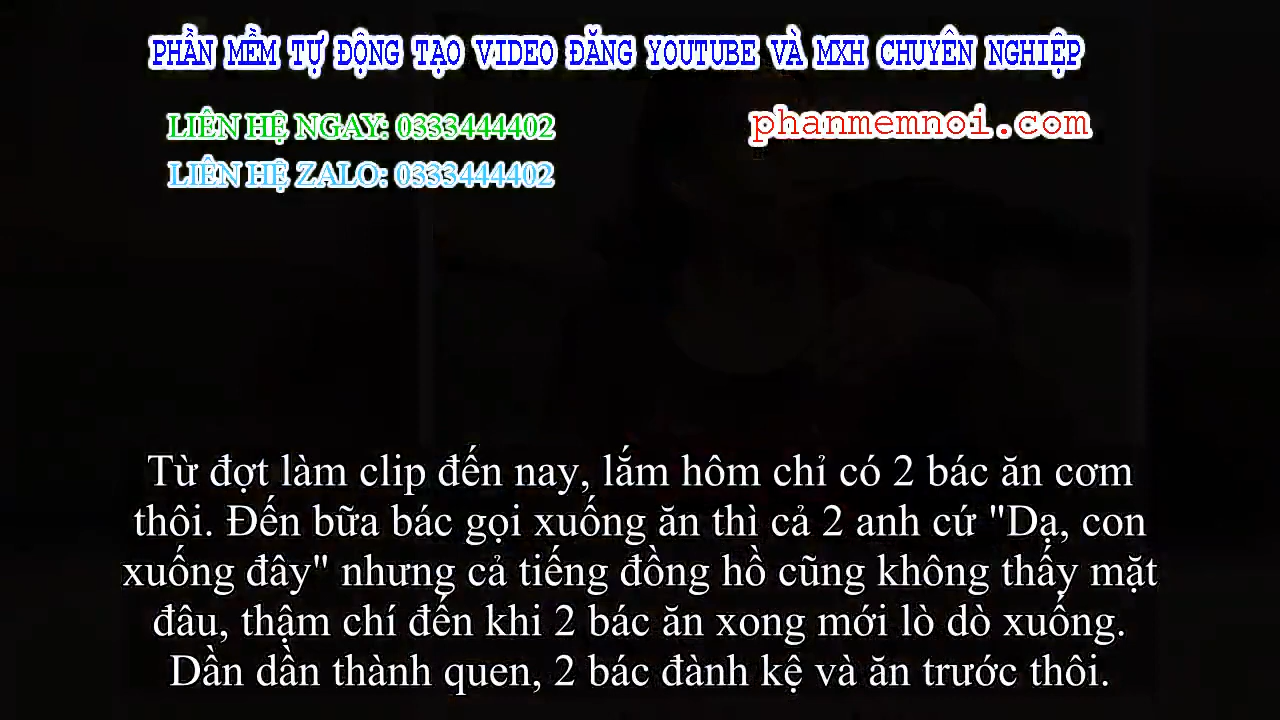 PHẦN MỀM TỰ ĐỘNG TẠO VIDEO ĐĂNG YOUTUBE VÀ MXH CHUYÊN NGHIỆP
LIÊN HỆ NGAY: 0333444402
phanmemnoi.com
LIÊN HỆ ZALO: 0333444402
Từ đợt làm clip đến nay, lắm hôm chỉ có 2 bác ăn cơm
thôi. Đến bữa bác gọi xuống ăn thì cả 2 anh cứ "Dạ, con
xuống đây" nhưng cả tiếng đồng hồ cũng không thấy mặt
đâu, thậm chí đến khi 2 bác ăn xong mới lò dò xuống.
Dần dần thành quen, 2 bác đành kệ và ăn trước thôi.